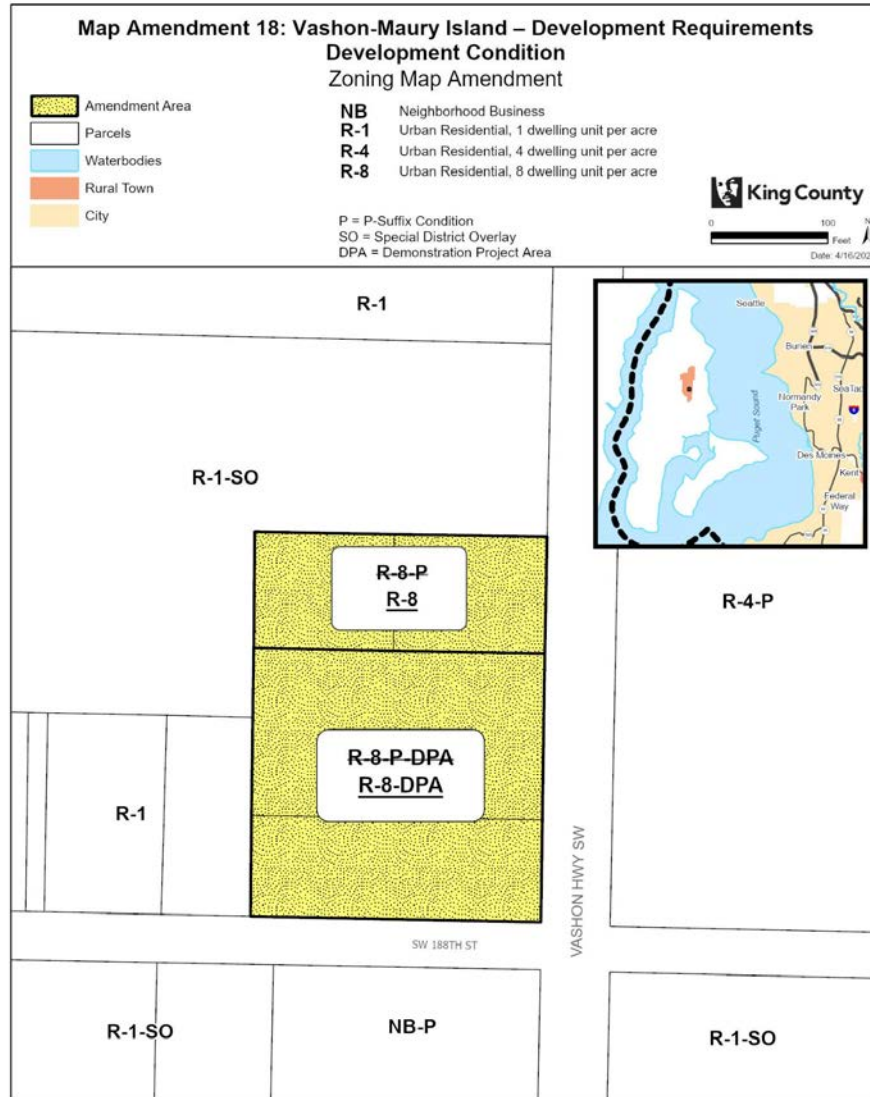 Map Amendment 18: Vashon-Maury Island – Development Requirements
Development Condition
Zoning Map Amendment
Amendment Area
Parcels
Waterbodies
Rural Town
City
NB Neighborhood Business
R-1 Urban Residential, 1 dwelling unit per acre
R-4 Urban Residential, 4 dwelling unit per acre
R-8 Urban Residential, 8 dwelling unit per acre
P = P-Suffix Condition
SO = Special District Overlay
DPA = Demonstration Project Area
King County
0 100
Feet
N
Date: 4/16/202
R-1
Seattle
Burien
SeaTac
Normandy
Park
Puget Sound
Des Moines
Kent
Federal
Way
R-1-SO
R-8-P
R-8
R-4-P
R-8-P-DPA
R-8-DPA
R-1
VASHON HWY SW
SW 188TH ST
R-1-SO
NB-P
R-1-SO